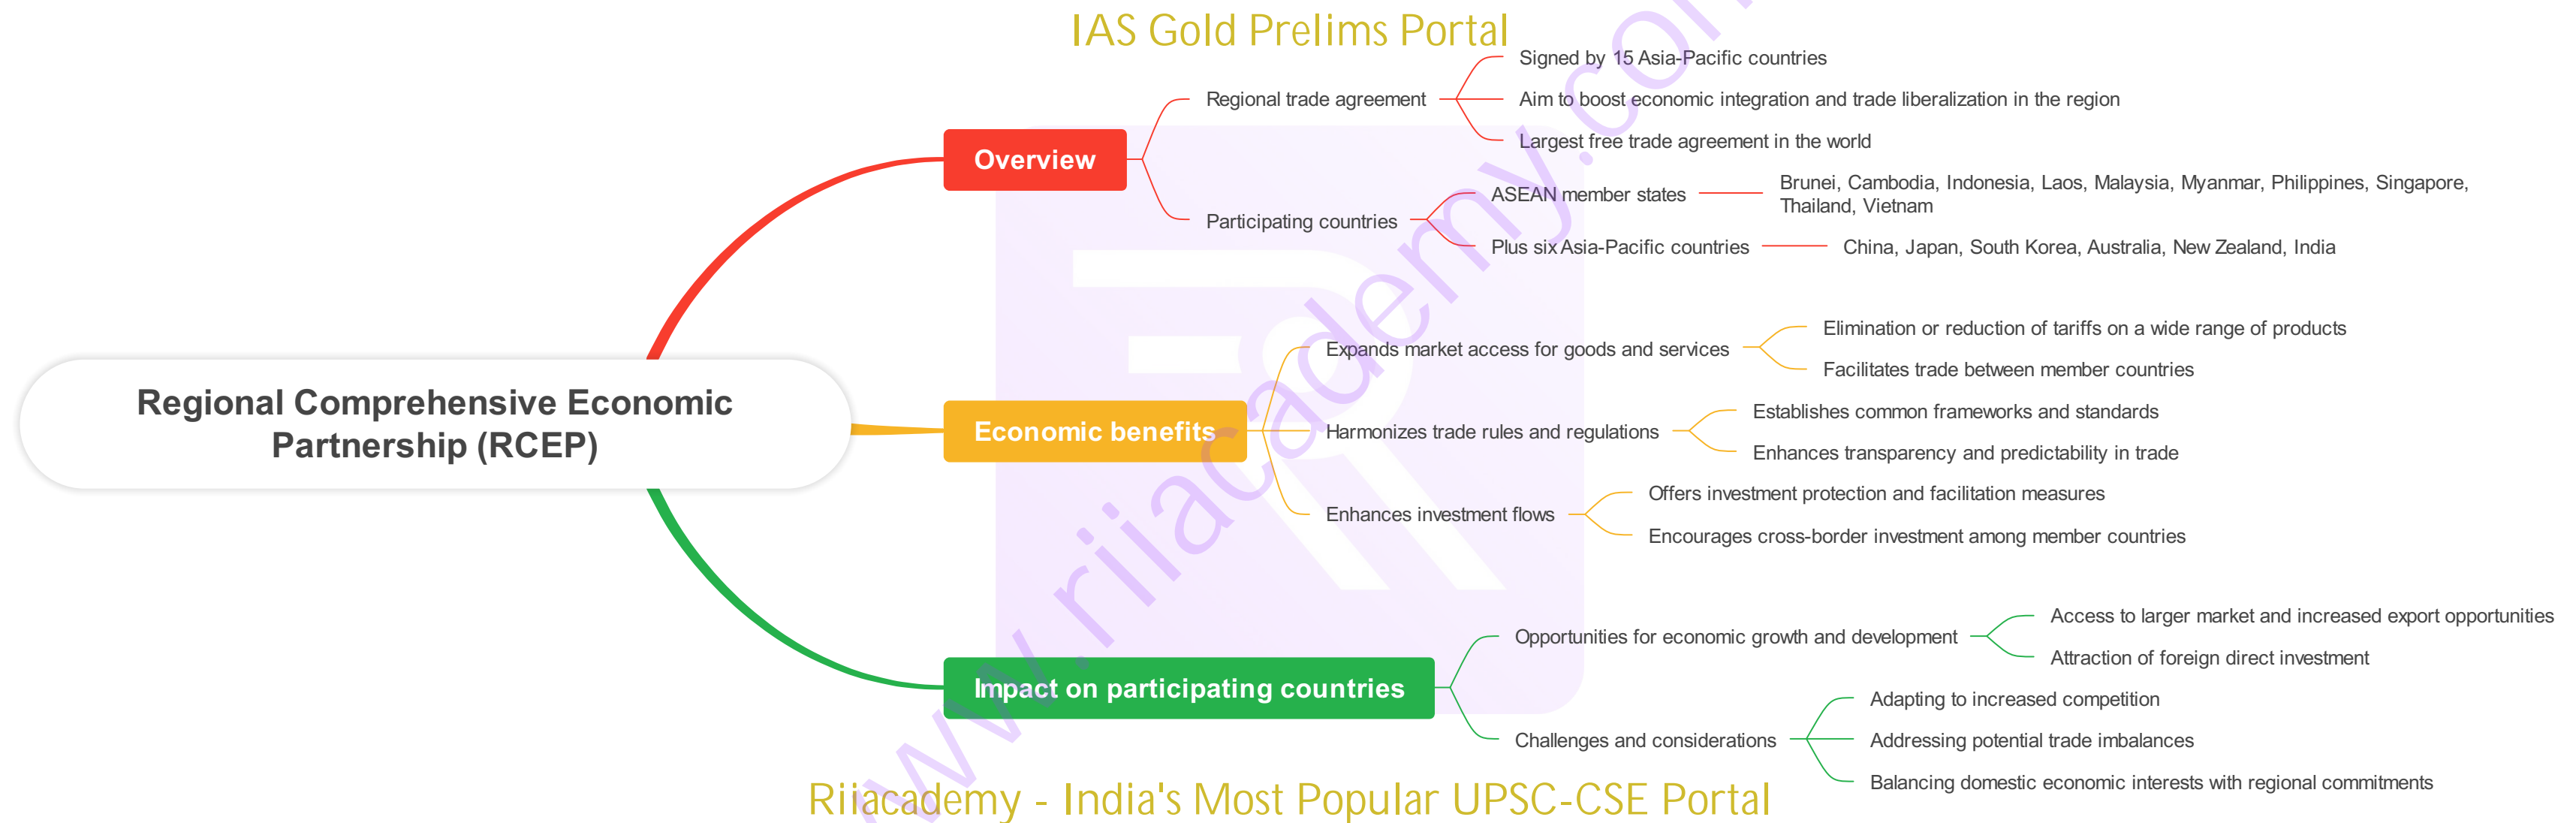 IAS Gold Prelims Portal
Regional Comprehensive Economic
Partnership (RCEP)
Overview
Regional trade agreement
Signed by 15 Asia-Pacific countries
Aim to boost economic integration and trade liberalization in the region
Largest free trade agreement in the world
Participating countries
ASEAN member states
Brunei, Cambodia, Indonesia, Laos, Malaysia, Myanmar, Philippines, Singapore,
Thailand, Vietnam
Plus six Asia-Pacific countries
China, Japan, South Korea, Australia, New Zealand, India
Economic benefits
Expands market access for goods and services
Elimination or reduction of tariffs on a wide range of products
Facilitates trade between member countries
Harmonizes trade rules and regulations
Establishes common frameworks and standards
Enhances transparency and predictability in trade
Enhances investment flows
Offers investment protection and facilitation measures
Encourages cross-border investment among member countries
Impact on participating countries
Opportunities for economic growth and development
Access to larger market and increased export opportunities
Attraction of foreign direct investment
Challenges and considerations
Adapting to increased competition
Addressing potential trade imbalances
Balancing domestic economic interests with regional commitments
Riiacademy - India's Most Popular UPSC-CSE Portal
www.riiacademy.com